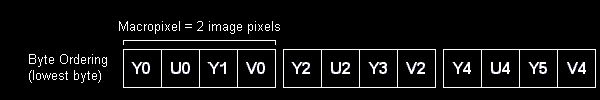 Macropixel = 2 image pixels
Byte Ordering
(lowest byte)
Y0 U0 Y1 V0 Y2 U2 Y3 V2 Y4 U4 Y5 V4